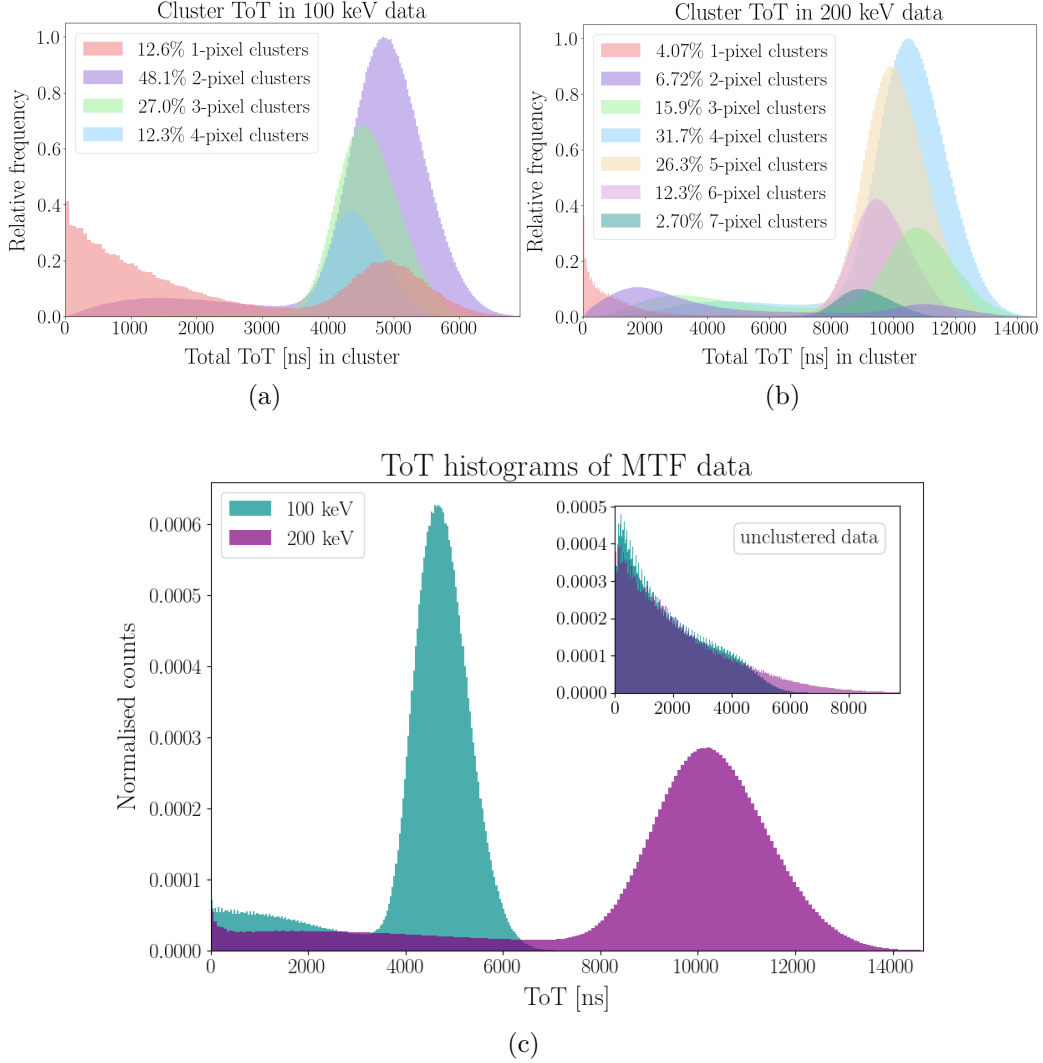 Cluster ToT in 100 keV data
12.6% 1-pixel clusters
48.1% 2-pixel clusters
27.0% 3-pixel clusters
12.3% 4-pixel clusters
Relative frequency
1.0
0.8
0.6
0.4
0.2
0.0
0
1000
2000
3000
4000
5000
6000
Total ToT [ns] in cluster
(a)
Cluster ToT in 200 keV data
4.07% 1-pixel clusters
6.72% 2-pixel clusters
15.9% 3-pixel clusters
31.7% 4-pixel clusters
26.3% 5-pixel clusters
12.3% 6-pixel clusters
2.70% 7-pixel clusters
Relative frequency
1.0
0.8
0.6
0.4
0.2
0.0
0
2000
4000
6000
8000
10000
12000
14000
Total ToT [ns] in cluster
(b)
ToT histograms of MTF data
100 keV
200 keV
Normalised counts
0.0006
0.0005
0.0004
0.0003
0.0002
0.0001
0.0000
0
2000
4000
6000
8000
10000
12000
14000
ToT [ns]
unclustered data
0.0005
0.0004
0.0003
0.0002
0.0001
0.0000
0
2000
4000
6000
8000
(c)